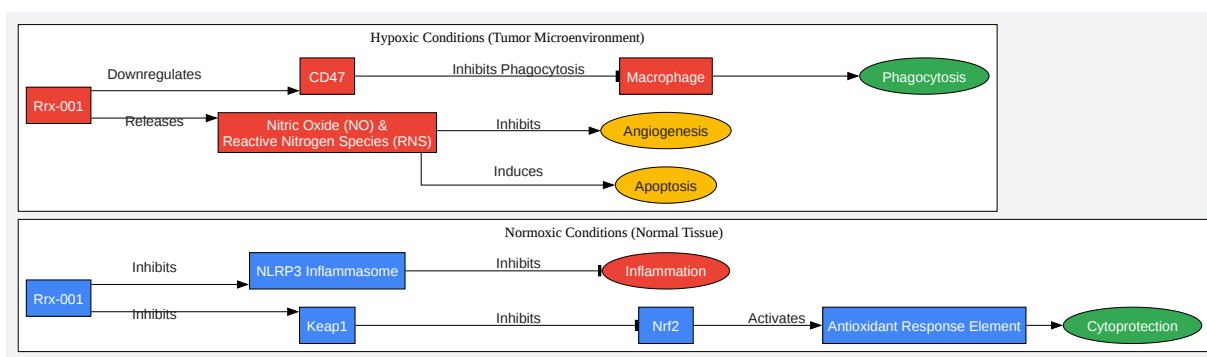 Hypoxic Conditions (Tumor Microenvironment)
Downregulates
CD47
Inhibits Phagocytosis
Macrophage
Phagocytosis
Rrx-001
Releases
Nitric Oxide (NO) &
Reactive Nitrogen Species (RNS)
Inhibits
Angiogenesis
Induces
Apoptosis
Normoxic Conditions (Normal Tissue)
Inhibits
NLRP3 Inflammasome
Inhibits
Inflammation
Rrx-001
Inhibits
Keap1
Inhibits
Nrf2
Activates
Antioxidant Response Element
Cytoprotection